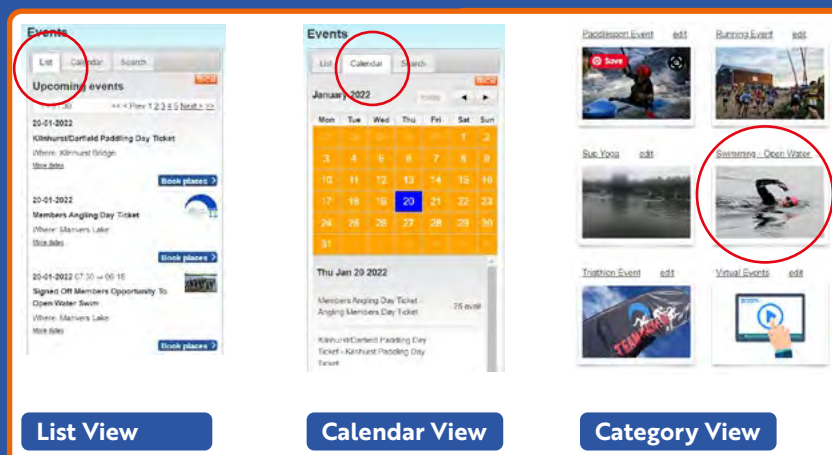 Events
List Calendar Search
Upcoming events
<< < Prev 1 2 3 4 5 Next > >>
20-01-2022
Kilnhurst/Darfield Paddling Day Ticket
Where: Kilnhurst Bridge
More dates
Book places
20-01-2022
Members Angling Day Ticket
Where: Manvers Lake
More dates
Book places
20-01-2022 07:30
Signed Off Members Opportunity To
Open Water Swim
Where: Manvers Lake
More dates
Book places
List View
Events
List Calendar Search
January 2022
Mon Tue Wed Thu Fri Sat Sun
1 2
3 4 5 6 7 8 9
10 11 12 13 14 15 16
17 18 19 20 21 22 23
24 25 26 27 28 29 30
31
Thu Jan 20 2022
Members Angling Day Ticket -
Angling Members Day Ticket
25 avail
Kilnhurst/Darfield Paddling Day
Ticket - Kilnhurst Paddling Day
Ticket
Calendar View
Paddlesport Event edit
Save
Running Event edit
Sup Yoga edit
Swimming - Open Water
Triathlon Event edit
Virtual Events edit
Category View